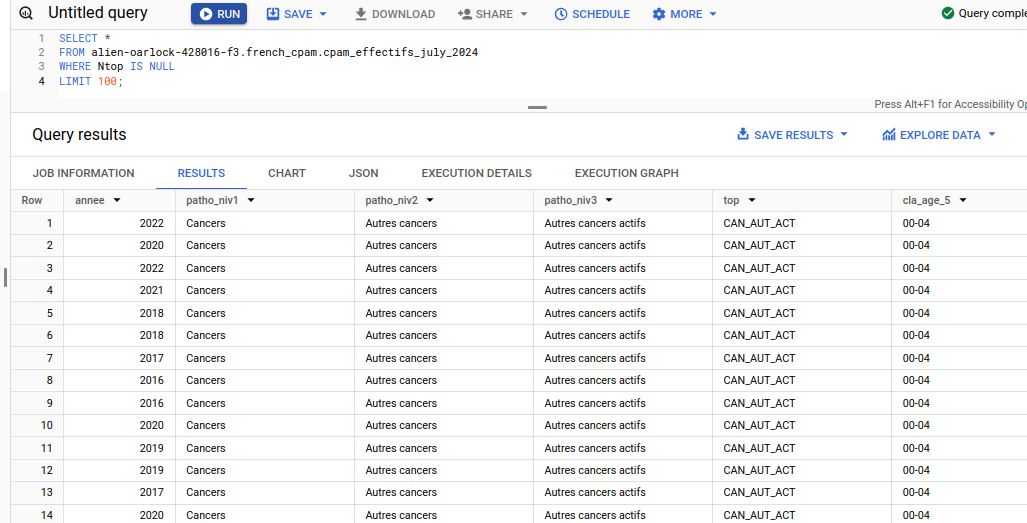 Untitled query RUN SAVE DOWNLOAD SHARE SCHEDULE MORE Query comple
1 SELECT *
2 FROM alien-oarlock-428016-f3.french_cpam.cpam_effectifs_july_2024
3 WHERE Ntop IS NULL
4 LIMIT 100;
Press Alt+F1 for Accessibility Op
Query results SAVE RESULTS EXPLORE DATA
JOB INFORMATION RESULTS CHART JSON EXECUTION DETAILS EXECUTION GRAPH
Row annee patho_niv1 patho_niv2 patho_niv3 top cla_age_5
1 2022 Cancers Autres cancers Autres cancers actifs CAN_AUT_ACT 00-04
2 2020 Cancers Autres cancers Autres cancers actifs CAN_AUT_ACT 00-04
3 2022 Cancers Autres cancers Autres cancers actifs CAN_AUT_ACT 00-04
4 2021 Cancers Autres cancers Autres cancers actifs CAN_AUT_ACT 00-04
5 2018 Cancers Autres cancers Autres cancers actifs CAN_AUT_ACT 00-04
6 2018 Cancers Autres cancers Autres cancers actifs CAN_AUT_ACT 00-04
7 2017 Cancers Autres cancers Autres cancers actifs CAN_AUT_ACT 00-04
8 2016 Cancers Autres cancers Autres cancers actifs CAN_AUT_ACT 00-04
9 2016 Cancers Autres cancers Autres cancers actifs CAN_AUT_ACT 00-04
10 2020 Cancers Autres cancers Autres cancers actifs CAN_AUT_ACT 00-04
11 2019 Cancers Autres cancers Autres cancers actifs CAN_AUT_ACT 00-04
12 2019 Cancers Autres cancers Autres cancers actifs CAN_AUT_ACT 00-04
13 2017 Cancers Autres cancers Autres cancers actifs CAN_AUT_ACT 00-04
14 2020 Cancers Autres cancers Autres cancers actifs CAN_AUT_ACT 00-04